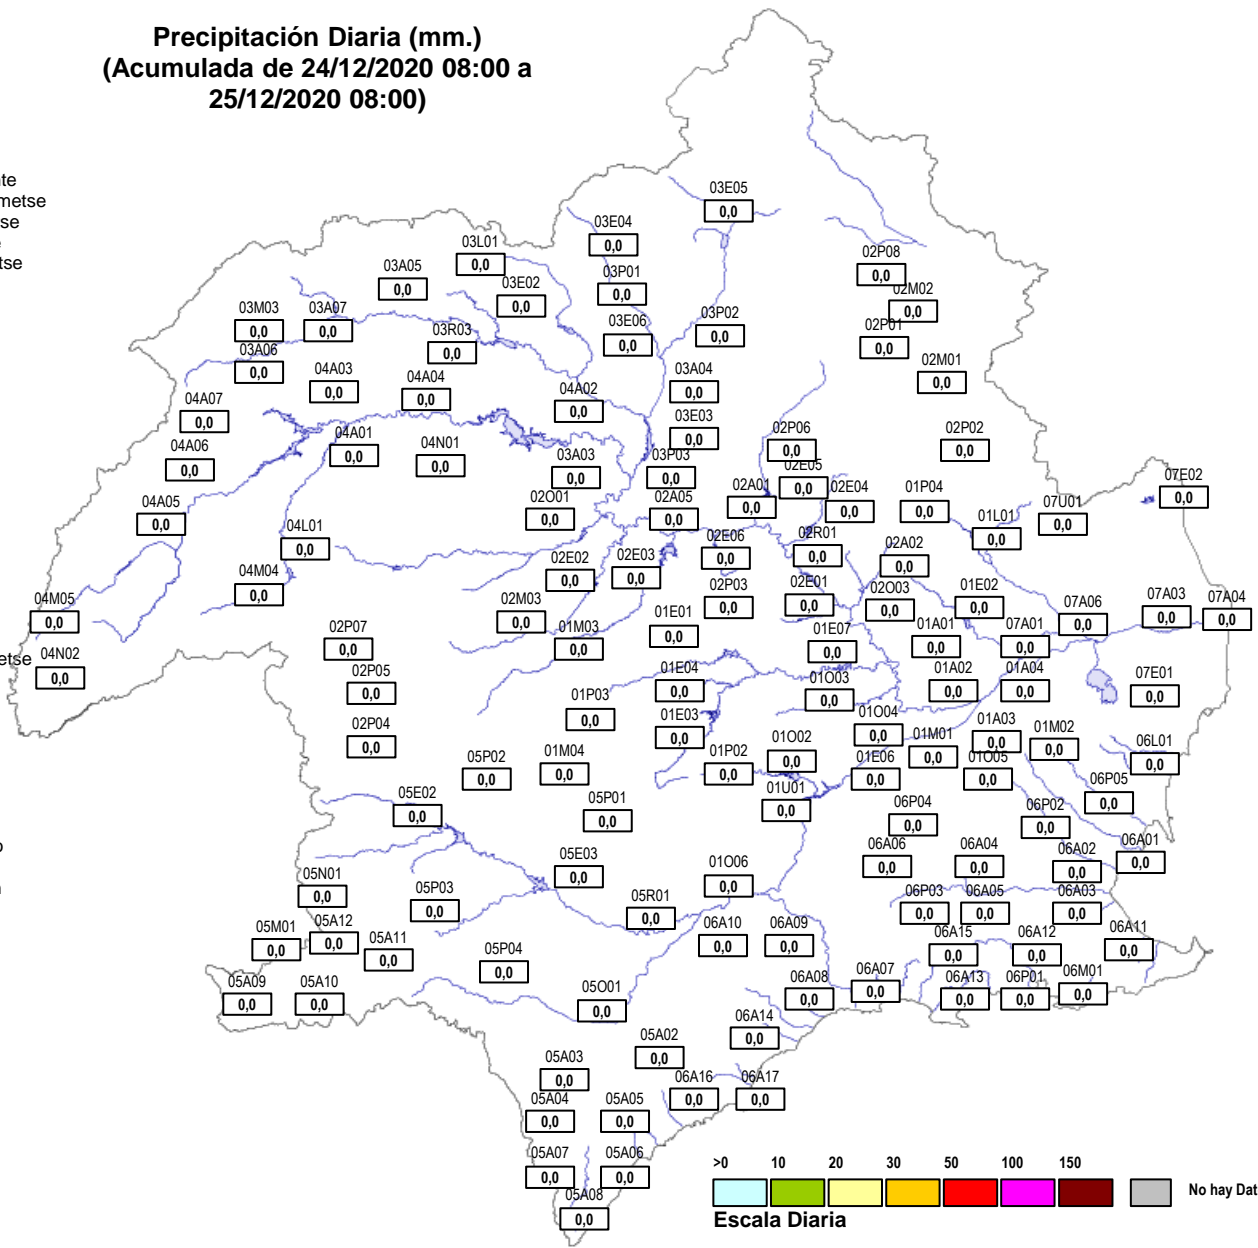 Precipitación Diaria (mm.)
(Acumulada de 24/12/2020 08:00 a
25/12/2020 08:00)
te
metse
se
tse
etse
03E05
0,0
03E04
0,0
03L01
0,0
02P08
0,0
03A05
0,0
03P01
0,0
03E02
0,0
02M02
0,0
03M03
0,0
03A07
0,0
03P02
0,0
03E06
0,0
03R03
0,0
02P01
0,0
03A06
0,0
02M01
0,0
04A03
0,0
04A04
0,0
03A04
0,0
04A02
0,0
04A07
0,0
03E03
0,0
02P06
0,0
02P02
0,0
04A01
0,0
04N01
0,0
04A06
0,0
03A03
0,0
03P03
0,0
02E05
0,0
07E02
0,0
02A01
0,0
02E04
0,0
01P04
0,0
04A05
0,0
02O01
0,0
02A05
0,0
07U01
0,0
01L01
0,0
04L01
0,0
02E06
0,0
02R01
0,0
02A02
0,0
02E02
0,0
02E03
0,0
04M04
0,0
02P03
0,0
02E01
0,0
02O03
0,0
01E02
0,0
07A03
0,0
07A04
0,0
04M05
0,0
02M03
0,0
07A06
0,0
01E01
0,0
02P07
0,0
01M03
0,0
01E07
0,0
01A01
0,0
07A01
0,0
04N02
0,0
02P05
0,0
01E04
0,0
01O03
0,0
01A02
0,0
01A04
0,0
07E01
0,0
01P03
0,0
02P04
0,0
01E03
0,0
01O04
0,0
01A03
0,0
01M02
0,0
01M01
0,0
05P02
0,0
01M04
0,0
01P02
0,0
01O02
0,0
01E06
0,0
01O05
0,0
06L01
0,0
05E02
0,0
05P01
0,0
01U01
0,0
06P04
0,0
06P02
0,0
06P05
0,0
05E03
0,0
01O06
0,0
06A06
0,0
06A04
0,0
06A02
0,0
06A01
0,0
05N01
0,0
05P03
0,0
05R01
0,0
06P03
0,0
06A05
0,0
06A03
0,0
05M01
0,0
05A12
0,0
05A11
0,0
06A10
0,0
06A09
0,0
06A15
0,0
06A12
0,0
06A11
0,0
05P04
0,0
05A09
0,0
05A10
0,0
05O01
0,0
06A08
0,0
06A07
0,0
06A13
0,0
06P01
0,0
06M01
0,0
06A14
0,0
05A02
0,0
05A03
0,0
06A16
0,0
06A17
0,0
05A04
0,0
05A05
0,0
05A07
0,0
05A06
0,0
05A08
0,0
>0 10 20 30 50 100 150
No hay Dat
Escala Diaria